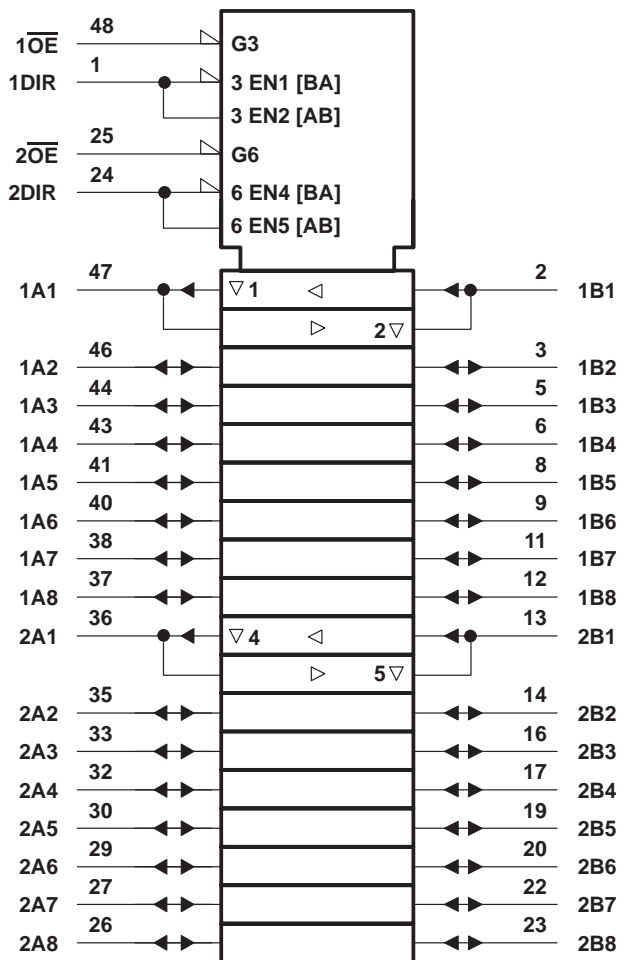 48
1OE G3
1
1DIR 3 EN1 [BA]
3 EN2 [AB]
25
2OE G6
24
2DIR 6 EN4 [BA]
6 EN5 [AB]
47 2
1A1 1 1B1
2
46 3
1A2 1B2
44 5
1A3 1B3
43 6
1A4 1B4
41 8
1A5 1B5
40 9
1A6 1B6
38 11
1A7 1B7
37 12
1A8 1B8
36 13
2A1 4 2B1
5
35 14
2A2 2B2
33 16
2A3 2B3
32 17
2A4 2B4
30 19
2A5 2B5
29 20
2A6 2B6
27 22
2A7 2B7
26 23
2A8 2B8